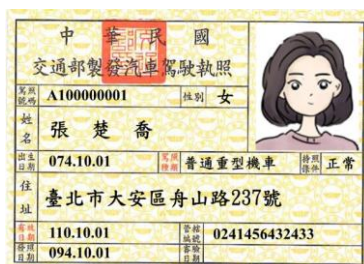 中華民國
交通部製發汽車駕駛執照
駕照號碼 A100000001 性別 女
姓名 張楚喬
出生日期 074.10.01 駕照種類 普通重型機車 持照條件 正常
住址 臺北市大安區舟山路237號
有效日期 110.10.01 管轄編號 0241456432433
發照日期 094.10.01 審驗日期